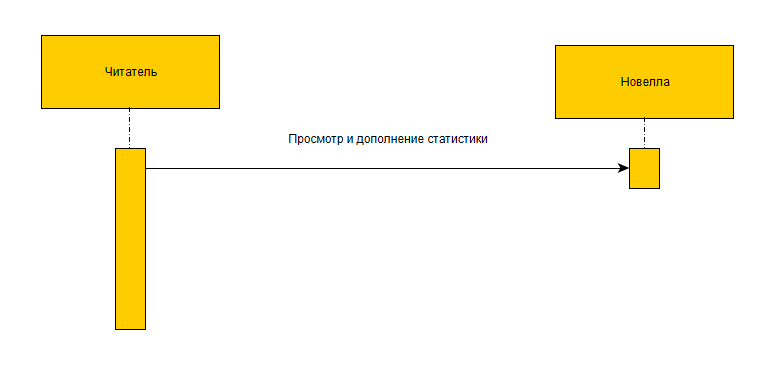 Читатель
Новелла
Просмотр и дополнение статистики